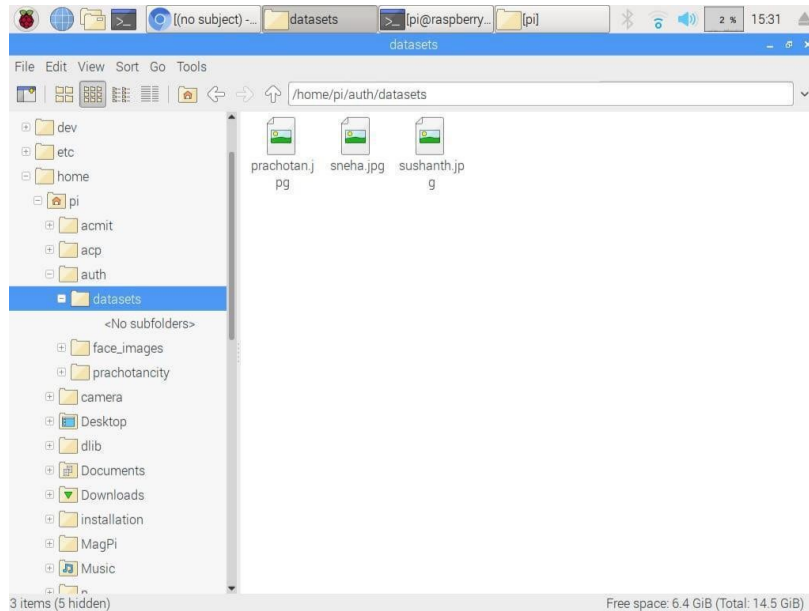 [(no subject) -...
datasets
[pi@raspberry...
[pi]
2 %
15:31
datasets
File Edit View Sort Go Tools
/home/pi/auth/datasets
dev
etc
home
pi
acmit
acp
auth
datasets
<No subfolders>
face_images
prachotancity
camera
Desktop
dlib
Documents
Downloads
installation
MagPi
Music
prachotan.j
pg
sneha.jpg
sushanth.jp
g
3 items (5 hidden)
Free space: 6.4 GiB (Total: 14.5 GiB)